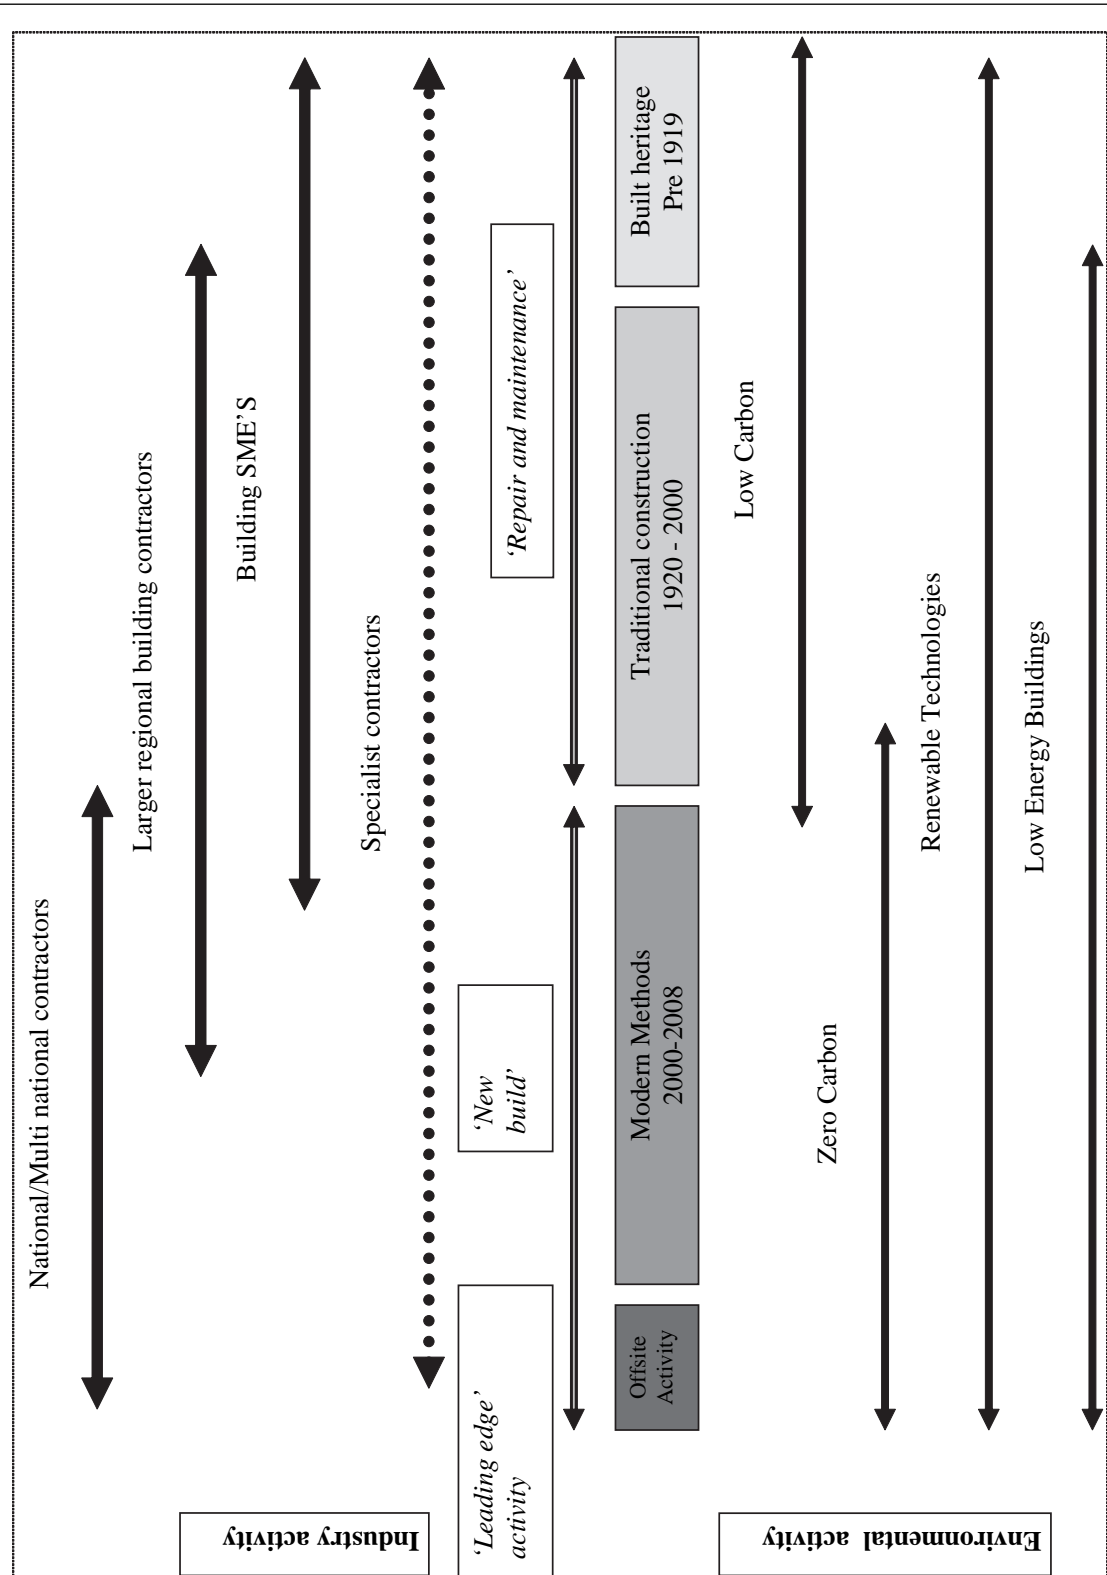 Industry activity
National/Multi national contractors
Larger regional building contractors
Building SME'S
Specialist contractors
'Leading edge'
activity
'New
build'
'Repair and maintenance'
Offsite
Activity
Modern Methods
2000-2008
Traditional construction
1920 - 2000
Built heritage
Pre 1919
Environmental activity
Low Carbon
Zero Carbon
Renewable Technologies
Low Energy Buildings